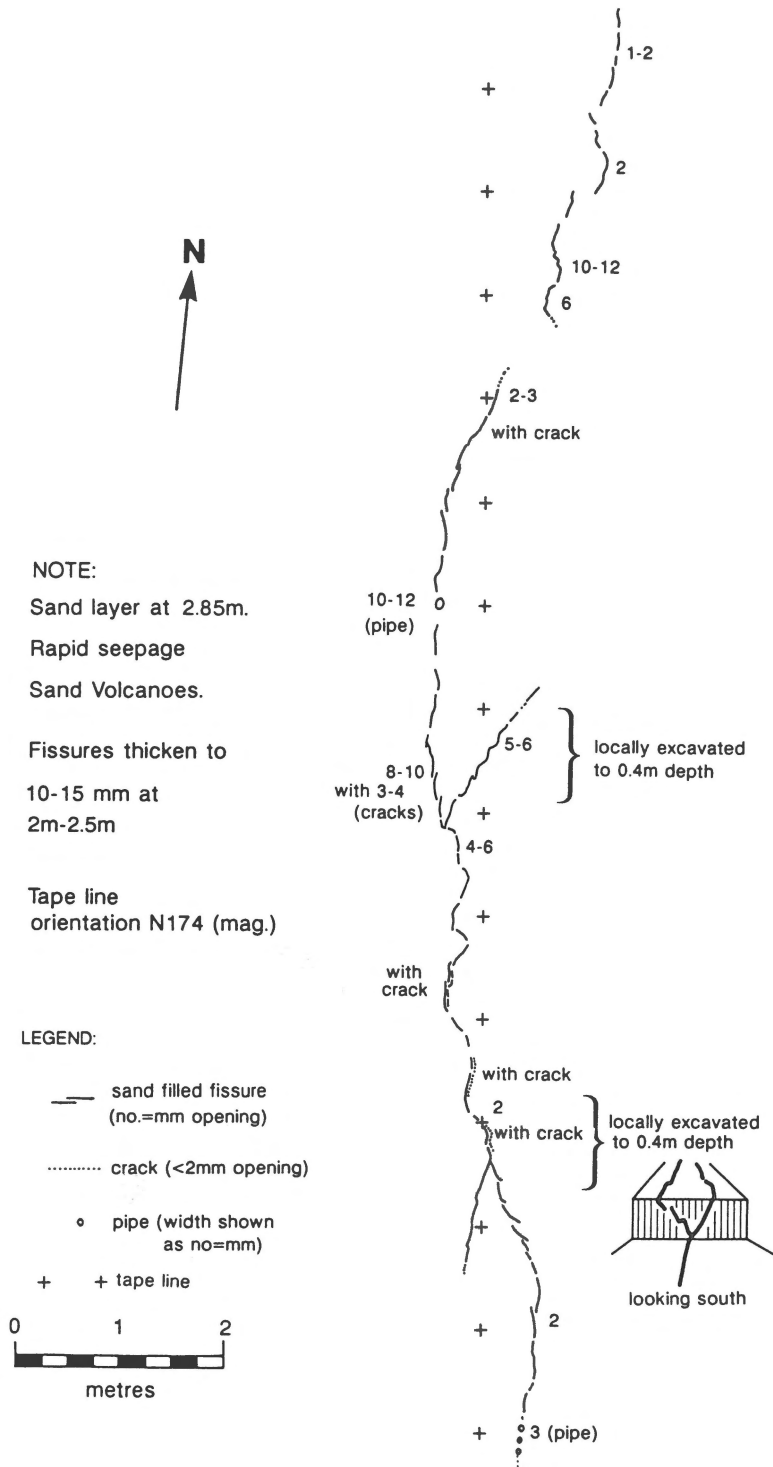 1-2
2
10-12
6
N
2-3
with crack
NOTE:
Sand layer at 2.85m.
Rapid seepage
Sand Volcanoes.
Fissures thicken to
10-15 mm at
2m-2.5m
Tape line
orientation N174 (mag.)
10-12
(pipe)
5-6
locally excavated
to 0.4m depth
8-10
with 3-4
(cracks)
4-6
with
crack
with crack
2
with crack
locally excavated
to 0.4m depth
looking south
2
3 (pipe)
LEGEND:
sand filled fissure
(no.=mm opening)
crack (<2mm opening)
pipe (width shown
as no=mm)
+ + tape line
0 1 2
metres